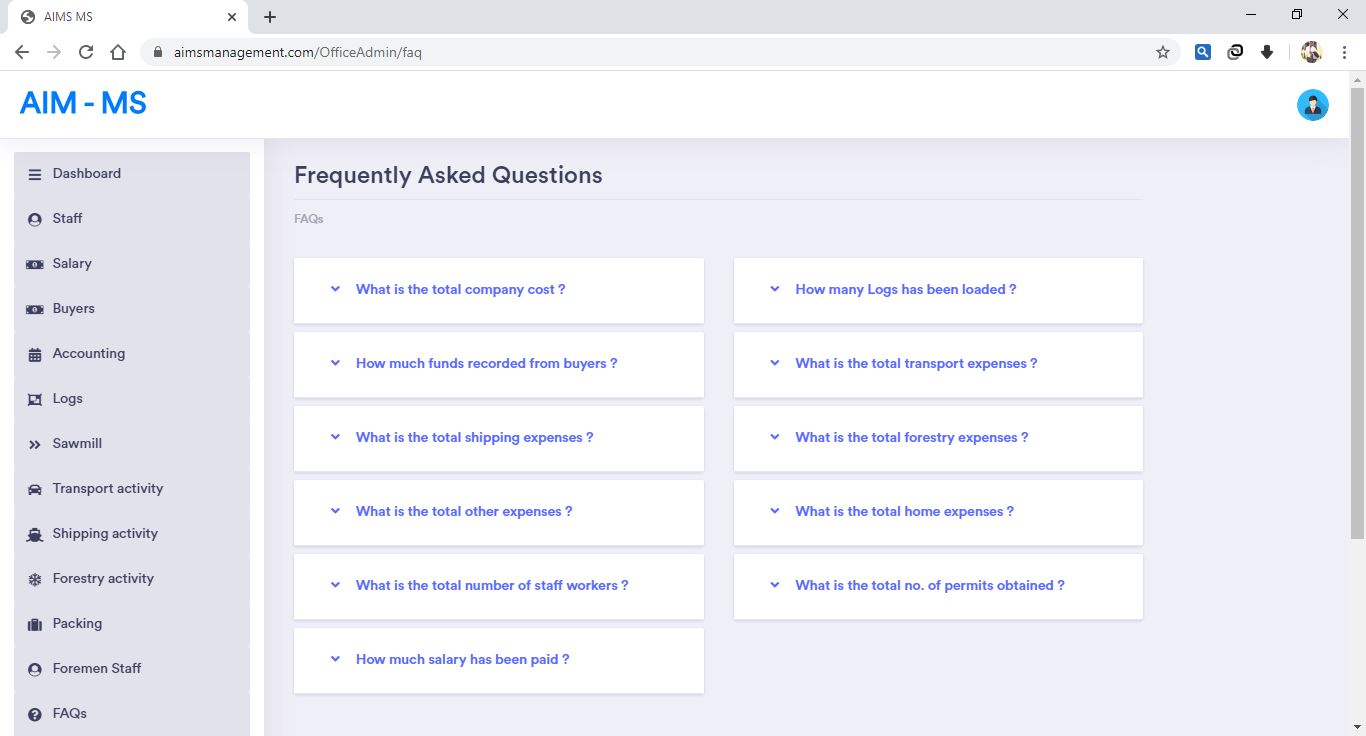 AIMS MS
aimsmanagement.com/OfficeAdmin/faq
AIM - MS
Dashboard
Staff
Salary
Buyers
Accounting
Logs
Sawmill
Transport activity
Shipping activity
Forestry activity
Packing
Foremen Staff
FAQs
Frequently Asked Questions
FAQs
What is the total company cost ?
How many Logs has been loaded ?
How much funds recorded from buyers ?
What is the total transport expenses ?
What is the total shipping expenses ?
What is the total forestry expenses ?
What is the total other expenses ?
What is the total home expenses ?
What is the total number of staff workers ?
What is the total no. of permits obtained ?
How much salary has been paid ?